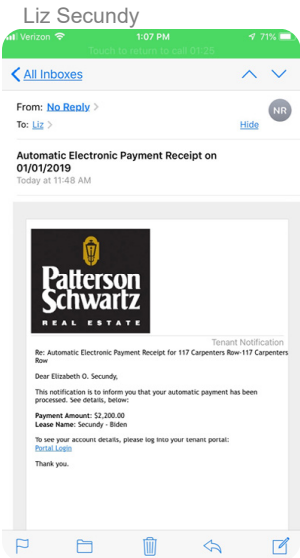 Liz Secundy
Verizon 1:07 PM 71%
Touch to return to call 01:25
All Inboxes
From: No Reply
NR
To: Liz
Hide
Automatic Electronic Payment Receipt on
01/01/2019
Today at 11:48 AM
Patterson
Schwartz
REAL ESTATE
Tenant Notification
Re: Automatic Electronic Payment Receipt for 117 Carpenters Row-117 Carpenters
Row
Dear Elizabeth O. Secundy,
This notification is to inform you that your automatic payment has been
processed. See details, below:
Payment Amount: $2,200.00
Lease Name: Secundy - Biden
To see your account details, please log into your tenant portal:
Portal Login
Thank you.